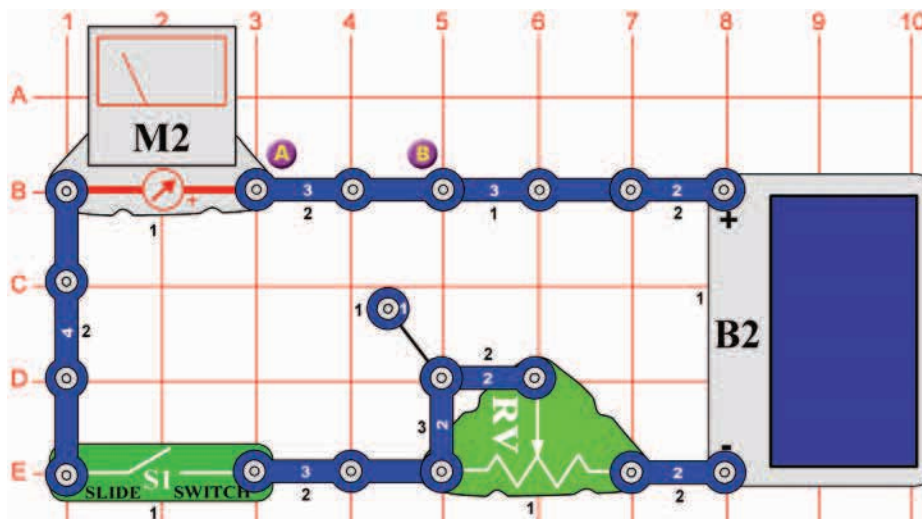 1 2 3 4 5 6 7 8 9 10
A
M2
A B
B + 3 3 2
1 2 1 2
+
C
1 1
4 2
1
B2
2
D 2
3 2
RV
-
E S1 3 2
SLIDE SWITCH
1 2 1 2